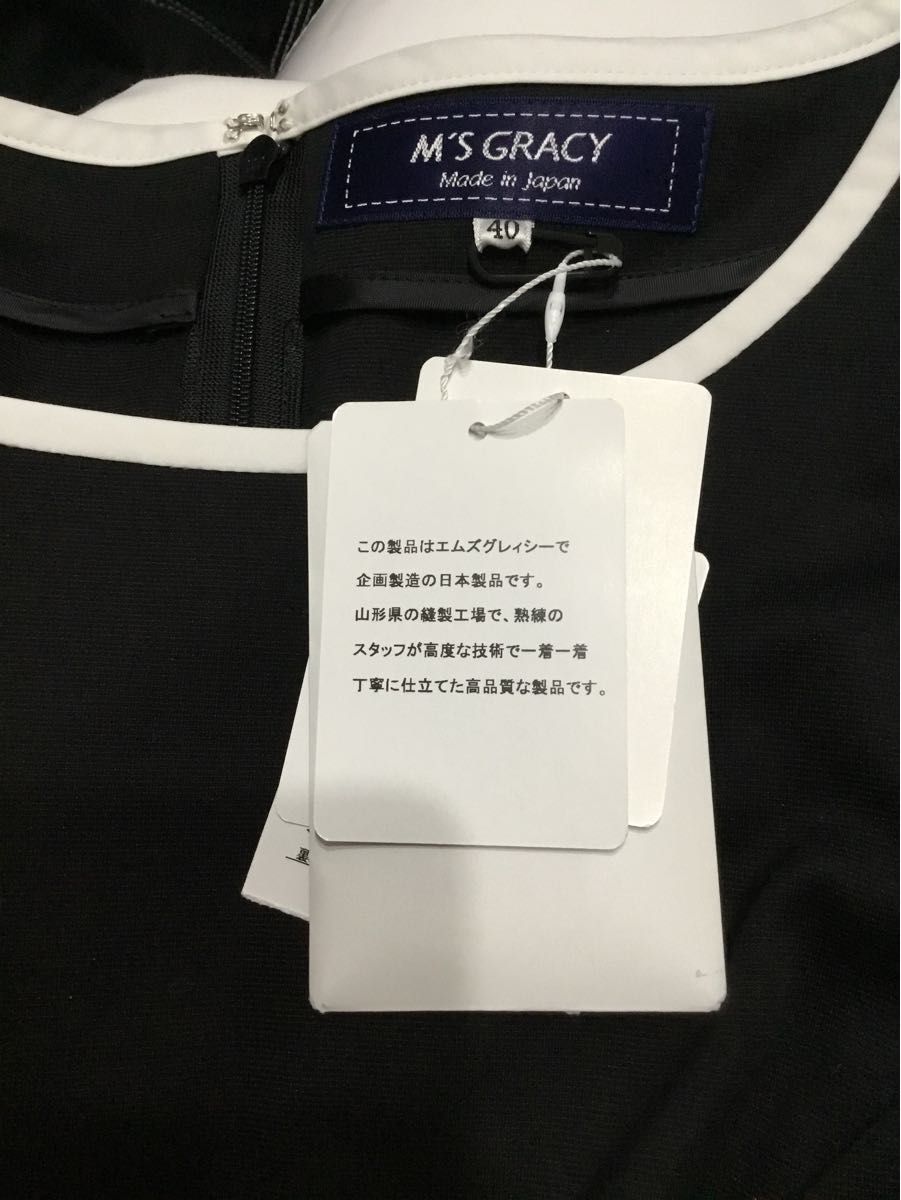 M'S GRACY
Made in Japan
40
この製品はエムズグレィシーで
企画製造の日本製品です。
山形県の縫製工場で、熟練の
スタッフが高度な技術で一着一着
丁寧に仕立てた高品質な製品です。
裏